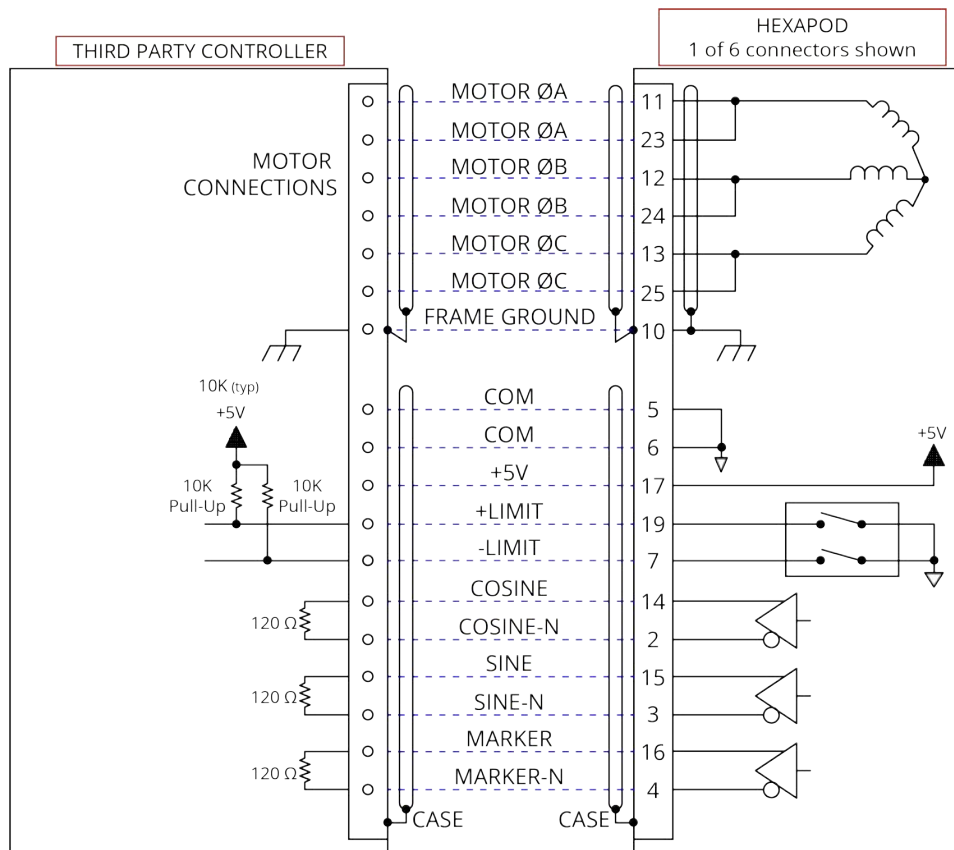 THIRD PARTY CONTROLLER
HEXAPOD
1 of 6 connectors shown
MOTOR
CONNECTIONS
MOTOR ØA
11
MOTOR ØA
23
MOTOR ØB
12
MOTOR ØB
24
MOTOR ØC
13
MOTOR ØC
25
FRAME GROUND
10
10K (typ)
+5V
10K
Pull-Up
10K
Pull-Up
COM
5
COM
6
+5V
17
+5V
+LIMIT
19
-LIMIT
7
COSINE
14
120 Ω
COSINE-N
2
SINE
15
120 Ω
SINE-N
3
MARKER
16
120 Ω
MARKER-N
4
CASE
CASE